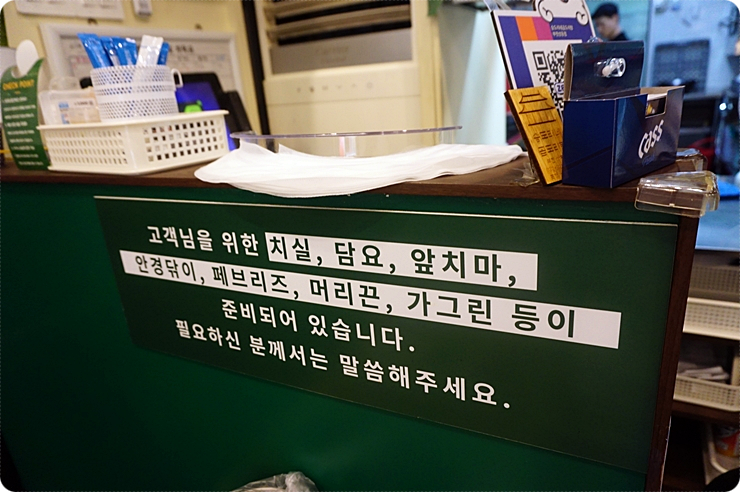 CHECK POINT
Cass
고객님을 위한 치실, 담요, 앞치마,
안경닦이, 페브리즈, 머리끈, 가그린 등이
준비되어 있습니다.
필요하신 분께서는 말씀해주세요.